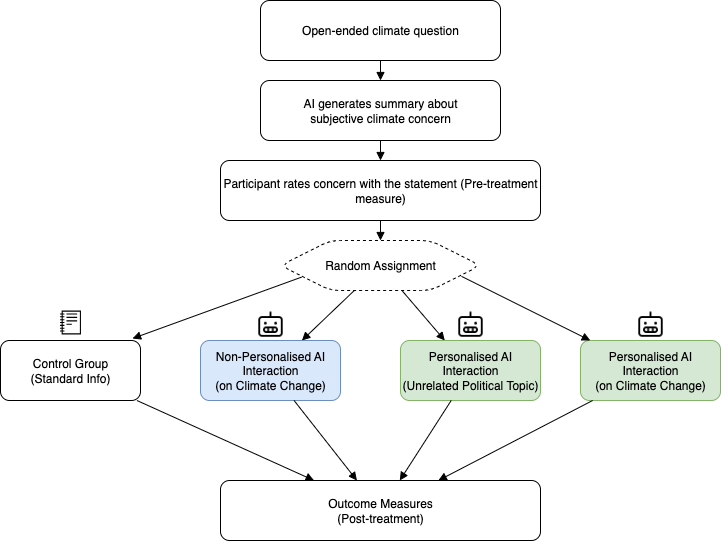 Open-ended climate question
AI generates summary about
subjective climate concern
Participant rates concern with the statement (Pre-treatment
measure)
Random Assignment
Control Group
(Standard Info)
Non-Personalised AI
Interaction
(on Climate Change)
Personalised AI
Interaction
(Unrelated Political Topic)
Personalised AI
Interaction
(on Climate Change)
Outcome Measures
(Post-treatment)